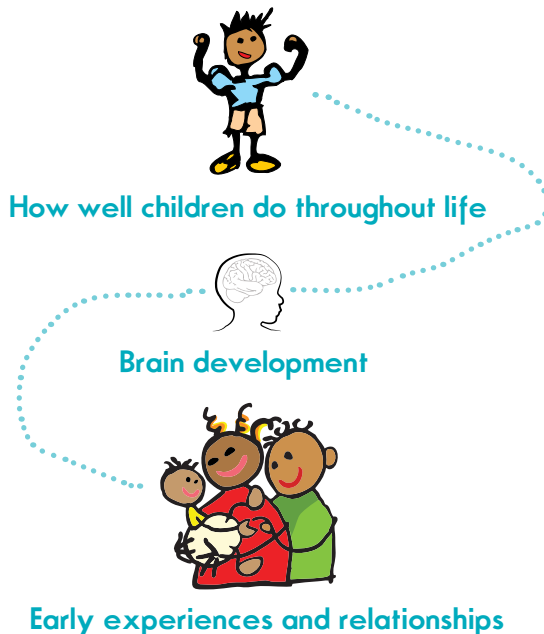 How well children do throughout life
Brain development
Early experiences and relationships